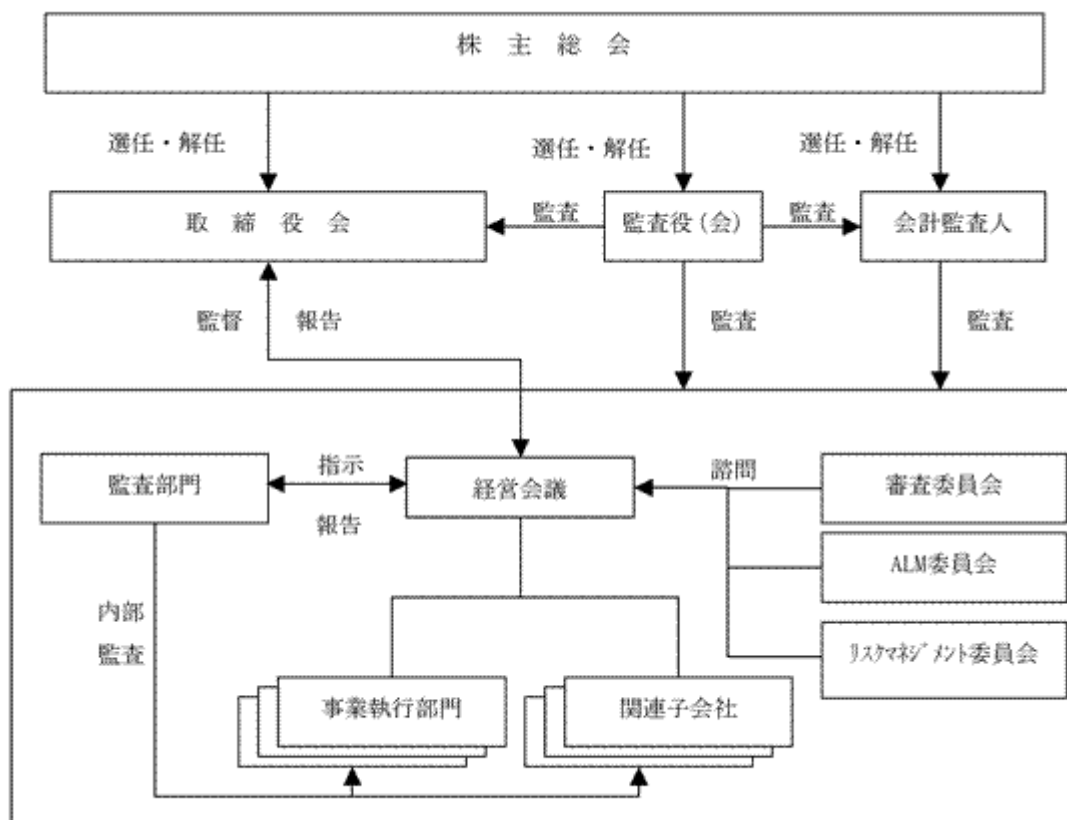 株主総会
選任・解任
選任・解任
選任・解任
取締役会
監査
監査役(会)
監査
会計監査人
監督
報告
監査
監査
監査部門
指示
報告
経営会議
諮問
審査委員会
ALM委員会
ﾘｽｸﾏﾈｼﾞﾒﾝﾄ委員会
内部
監査
事業執行部門
関連子会社